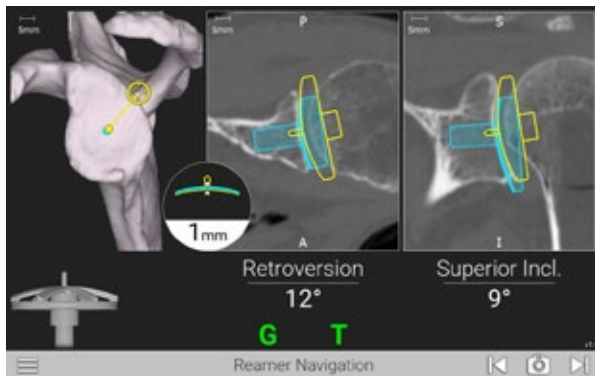 5mm
P
5mm
S
5mm
1mm
A
I
Retroversion
Superior Incl.
12°
9°
G T
Reamer Navigation